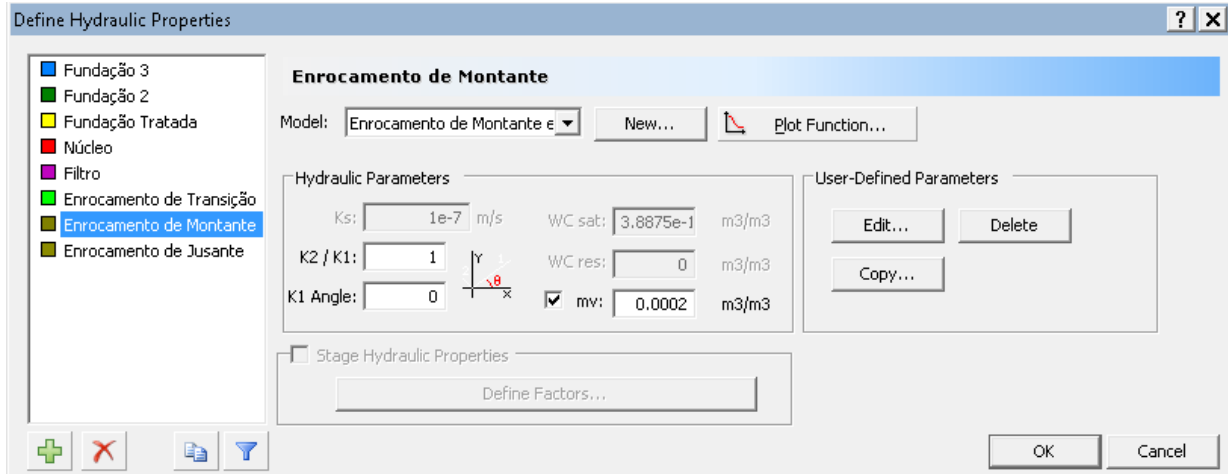 Define Hydraulic Properties
? X
Fundação 3
Fundação 2
Fundação Tratada
Núcleo
Filtro
Enrocamento de Transição
Enrocamento de Montante
Enrocamento de Jusante
Enrocamento de Montante
Model: Enrocamento de Montante e New... Plot Function...
Hydraulic Parameters
Ks: 1e-7 m/s WC sat: 3.8875e-1 m3/m3
K2 / K1: 1 WC res: 0 m3/m3
K1 Angle: 0 mv: 0.0002 m3/m3
Y
θ
X
User-Defined Parameters
Edit... Delete
Copy...
Stage Hydraulic Properties
Define Factors...
OK Cancel